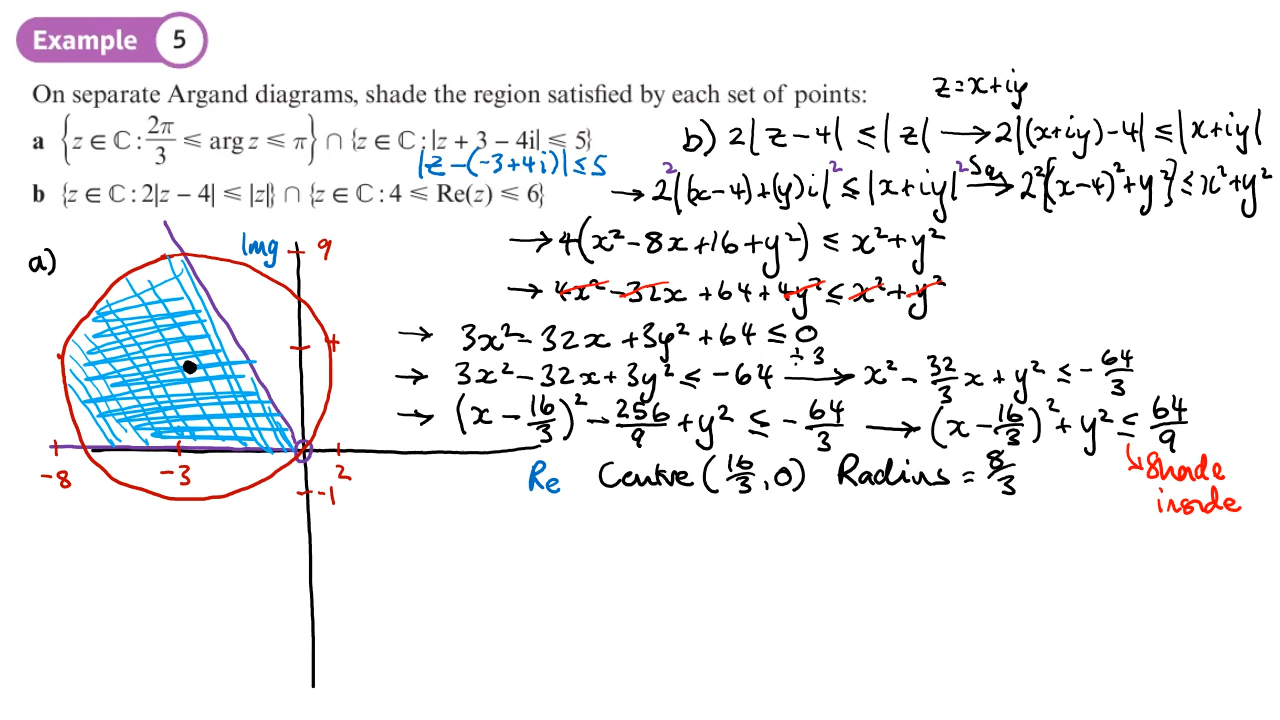 Example 5
On separate Argand diagrams, shade the region satisfied by each set of points:
a {z ∈ ℂ : 2π/3 ⩽ arg z ⩽ π} ∩ {z ∈ ℂ : |z + 3 − 4i| ⩽ 5}
|z − (−3 + 4i)| ≤ 5
b {z ∈ ℂ : 2|z − 4| ⩽ |z|} ∩ {z ∈ ℂ : 4 ⩽ Re(z) ⩽ 6}
a)
Img 9
-8 -3 2
-1
Re
z = x + iy
b) 2|z − 4| ≤ |z| → 2|(x + iy) − 4| ≤ |x + iy|
→ 2²|(x − 4) + (y)i|² ≤ |x + iy|² Sq → 2²{(x − 4)² + y²} ≤ x² + y²
→ 4(x² − 8x + 16 + y²) ≤ x² + y²
→ 4x² − 32x + 64 + 4y² ≤ x² + y²
→ 3x² − 32x + 3y² + 64 ≤ 0
→ 3x² − 32x + 3y² ≤ −64 ÷3 → x² − 32/3 x + y² ≤ − 64/3
→ (x − 16/3)² − 256/9 + y² ≤ − 64/3 → (x − 16/3)² + y² ≤ 64/9
Centre (16/3, 0) Radius = 8/3
Shade
inside